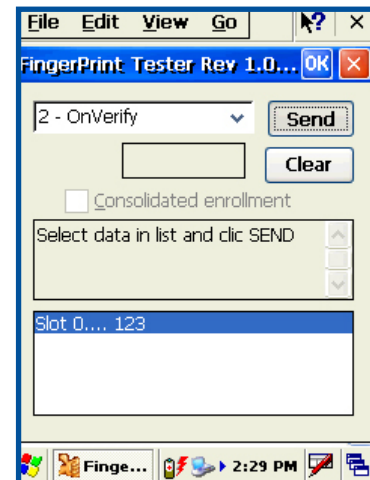 File Edit View Go ?
FingerPrint Tester Rev 1.0... OK
2 - OnVerify Send
Clear
Consolidated enrollment
Select data in list and clic SEND
Slot 0.... 123
Finge... 2:29 PM